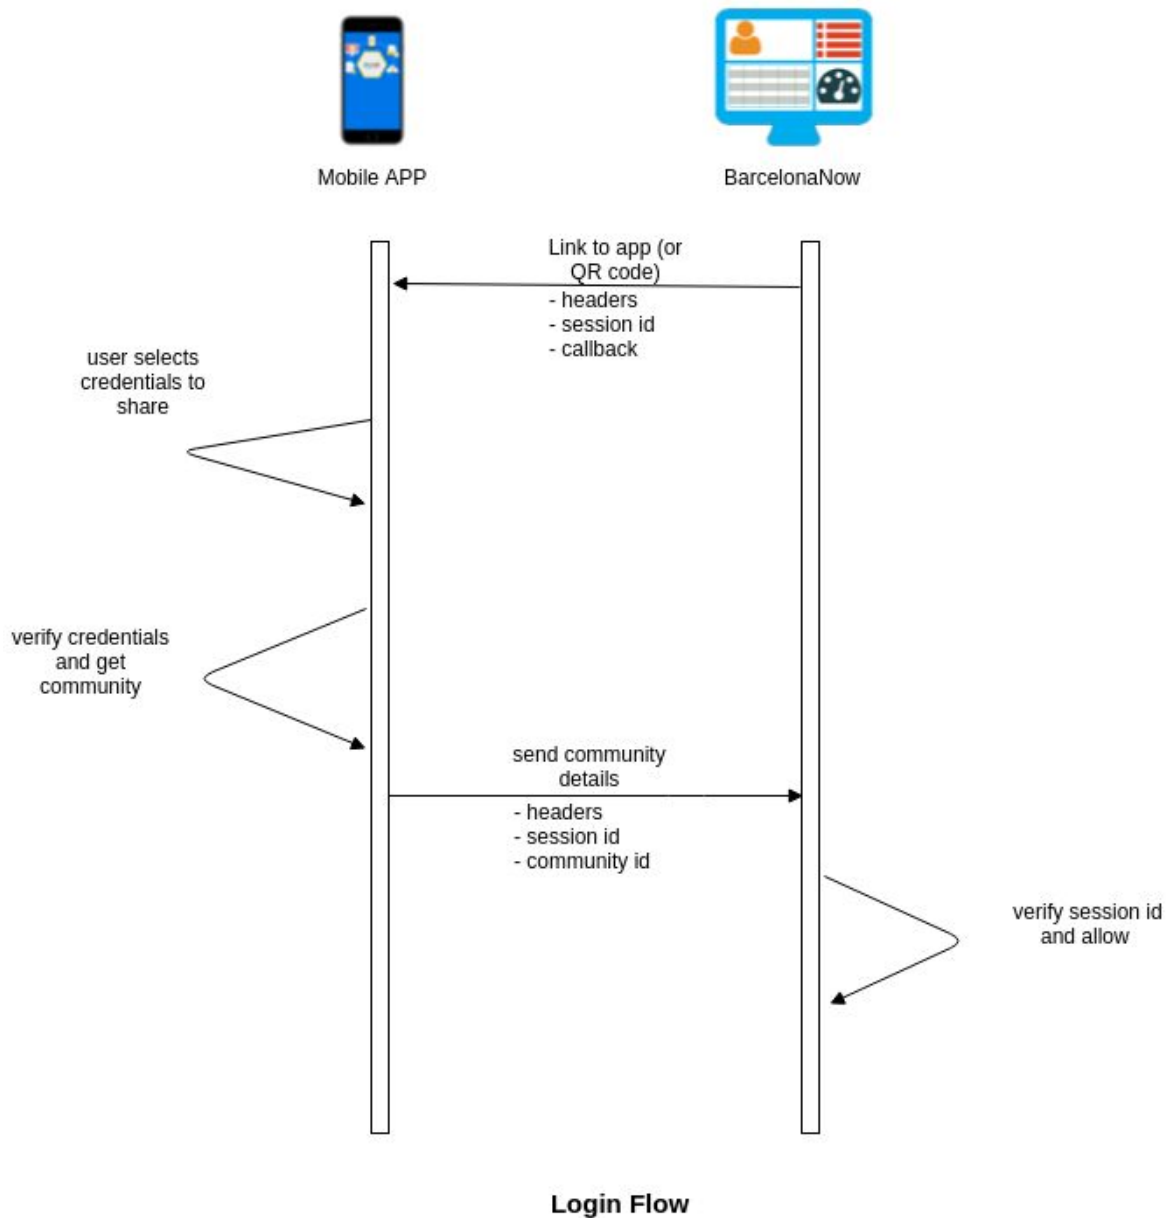 Mobile APP
BarcelonaNow
Link to app (or
QR code)
- headers
- session id
- callback
user selects
credentials to
share
verify credentials
and get
community
send community
details
- headers
- session id
- community id
verify session id
and allow
Login Flow